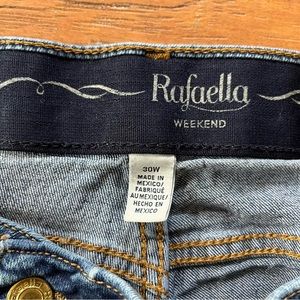 Rafaella
WEEKEND
30W
MADE IN
MEXICO/
FABRIQUÉ
AU MEXIQUE/
HECHO EN
MEXICO